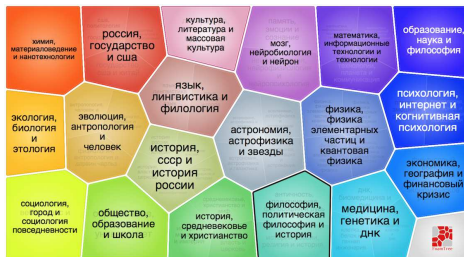 химия,
материаловедение и
нанотехнологии
россия,
государство
и сша
культура,
литература и
массовая
культура
мозг,
нейробиология
и нейрон
математика,
информационные
технологии и
технологии
образование,
наука и
философия
экология,
биология
и
этология
эволюция,
антропология
и
человек
язык,
лингвистика и
филология
астрономия,
астрофизика
и звезды
физика,
физика
элементарных
частиц и
квантовая
физика
психология,
интернет и
когнитивная
психология
история,
ссср и
история
россии
экономика,
география и
финансовый
кризис
социология,
город и
социология
повседневности
общество,
образование
и школа
история,
средневековье
и христианство
философия,
политическая
философия и
история
медицина,
генетика и
днк